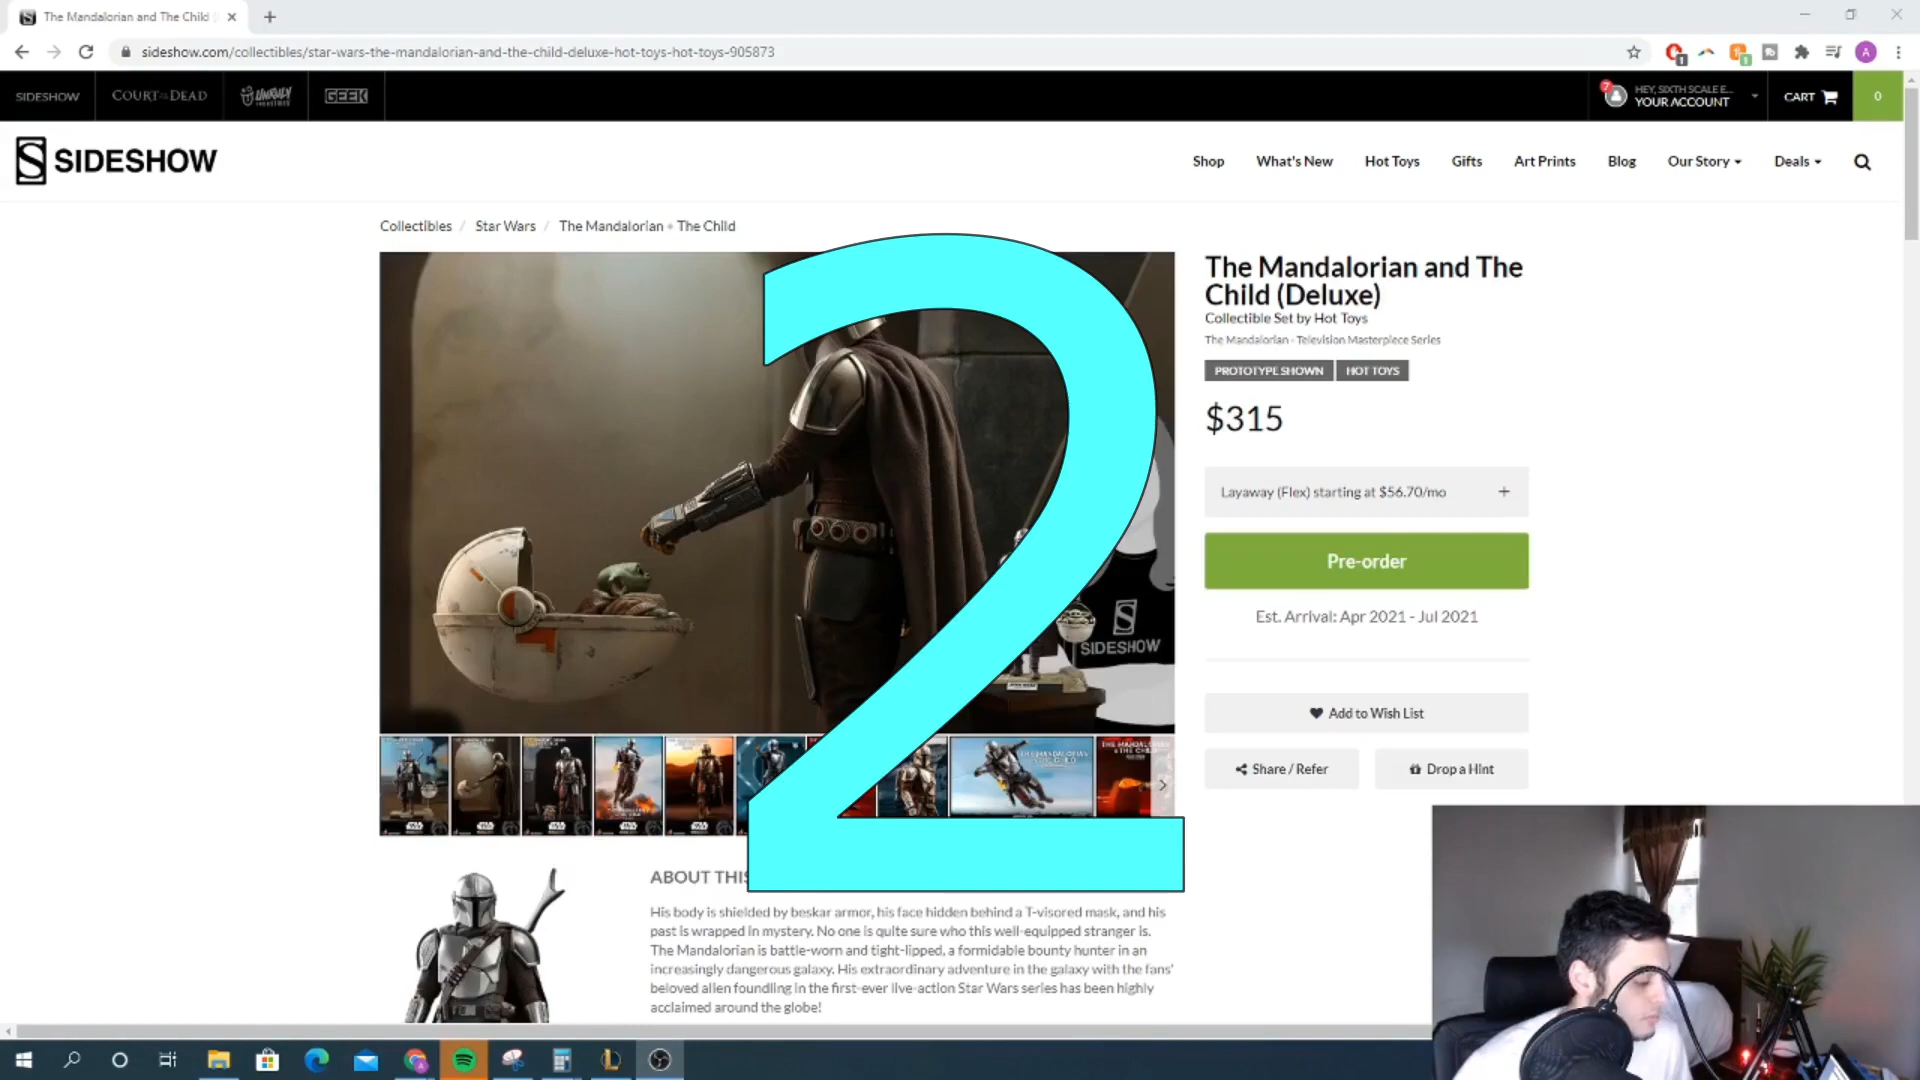 The Mandalorian and The Child
sideshow.com/collectibles/star-wars-the-mandalorian-and-the-child-deluxe-hot-toys-hot-toys-905873
SIDESHOW
COURT OF THE DEAD
UNRULY INDUSTRIES
GEEK
7
HEY, SIXTH SCALE E...
YOUR ACCOUNT
CART
0
SIDESHOW
Shop
What's New
Hot Toys
Gifts
Art Prints
Blog
Our Story
Deals
Collectibles / Star Wars / The Mandalorian + The Child
2
The Mandalorian and The
Child (Deluxe)
Collectible Set by Hot Toys
The Mandalorian - Television Masterpiece Series
PROTOTYPE SHOWN
HOT TOYS
$315
Layaway (Flex) starting at $56.70/mo +
Pre-order
Est. Arrival: Apr 2021 - Jul 2021
SIDESHOW
Add to Wish List
Share / Refer
Drop a Hint
ABOUT THIS
His body is shielded by beskar armor, his face hidden behind a T-visored mask, and his
past is wrapped in mystery. No one is quite sure who this well-equipped stranger is.
The Mandalorian is battle-worn and tight-lipped, a formidable bounty hunter in an
increasingly dangerous galaxy. His extraordinary adventure in the galaxy with the fans'
beloved alien foundling in the first-ever live-action Star Wars series has been highly
acclaimed around the globe!